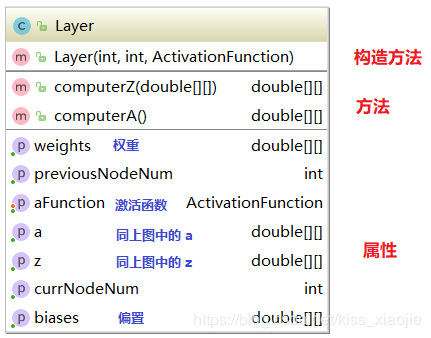 C Layer
m Layer(int, int, ActivationFunction) 构造方法
m computerZ(double[][]) double[][]
方法
m computerA() double[][]
p weights 权重 double[][]
p previousNodeNum int
p aFunction 激活函数 ActivationFunction
p a 同上图中的 a double[][]
属性
p z 同上图中的 z double[][]
p currNodeNum int
p biases 偏置 double[][]
https://blog.csdn.net/kiss_xiaojie